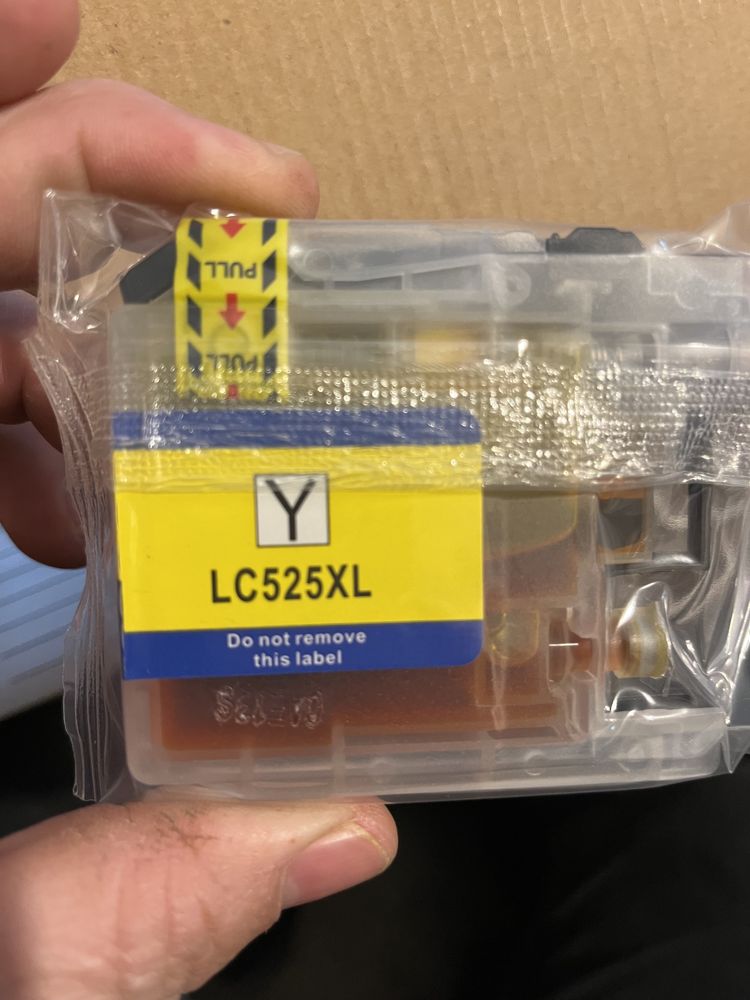 PULL
PULL
Y
LC525XL
Do not remove
this label